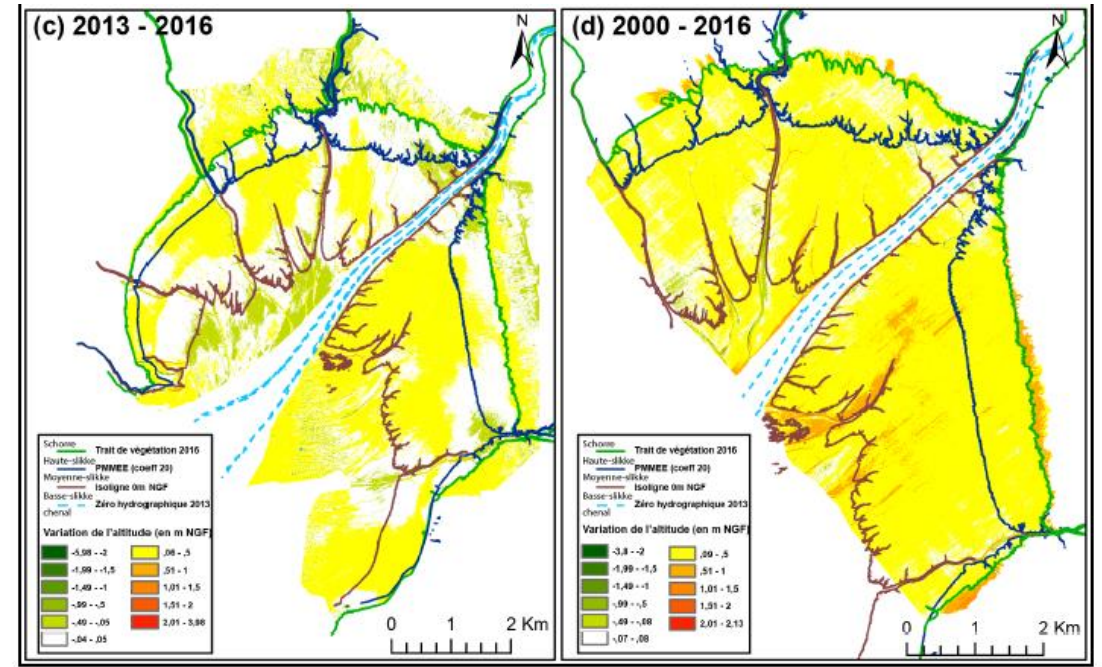 (c) 2013 - 2016
N
Schorre
Trait de végétation 2016
Haute-slikke
PMMEE (coeff 20)
Moyenne-slikke
Isoligne 0m NGF
Basse-slikke
Zéro hydrographique 2013
chenal
Variation de l'altitude (en m NGF)
-5,98 - -2
,06 - ,5
-1,99 - -1,5
,51 - 1
-1,49 - -1
1,01 - 1,5
-,99 - -,5
1,51 - 2
-,49 - -,05
2,01 - 3,98
-,04 - ,05
0 1 2 Km
(d) 2000 - 2016
N
Schorre
Trait de végétation 2016
Haute-slikke
PMMEE (coeff 20)
Moyenne-slikke
Isoligne 0m NGF
Basse-slikke
Zéro hydrographique 2013
chenal
Variation de l'altitude (en m NGF)
-3,8 - -2
,09 - ,5
-1,99 - -1,5
,51 - 1
-1,49 - -1
1,01 - 1,5
-,99 - -,5
1,51 - 2
-,49 - -,08
2,01 - 2,13
-,07 - ,08
0 1 2 Km